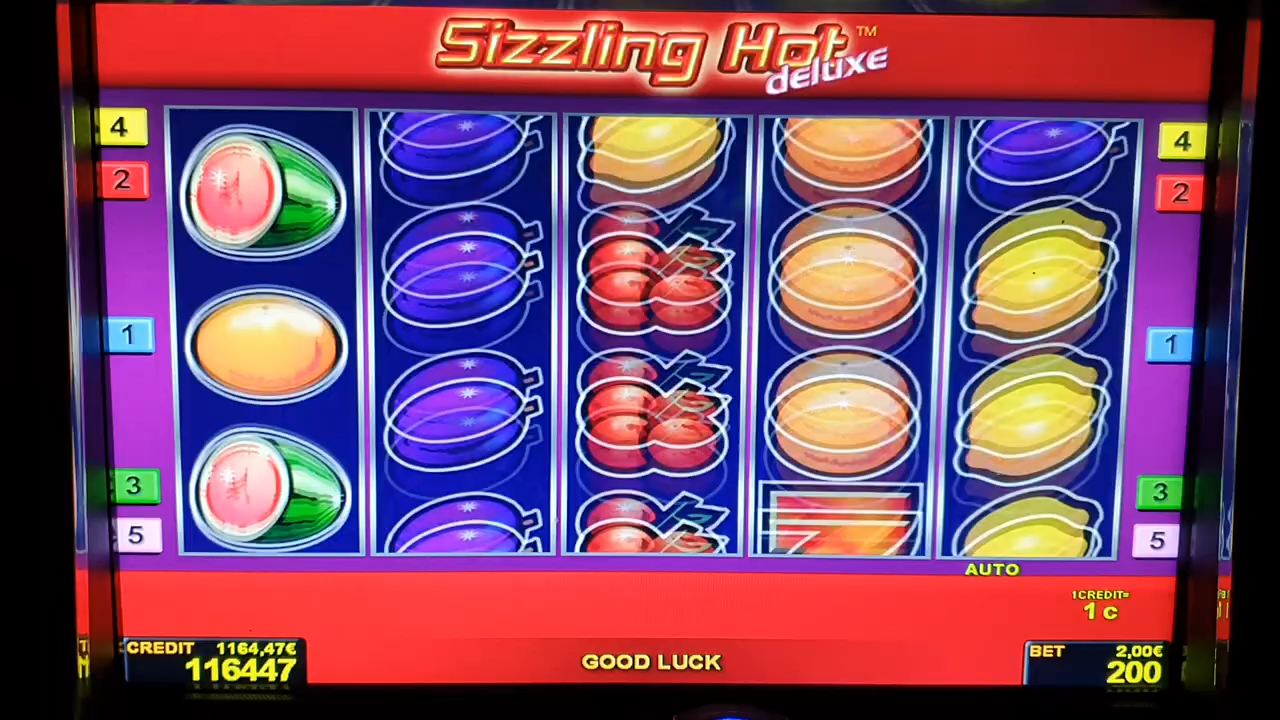 Sizzling Hot™
deluxe
4
4
2
2
1
1
3
3
5
5
AUTO
1CREDIT=
1 c
CREDIT 1164,47€
116447
GOOD LUCK
BET 2,00€
200